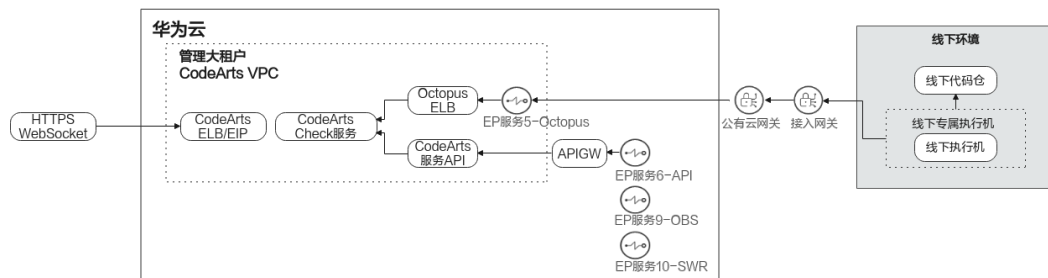 华为云
管理大租户
CodeArts VPC
HTTPS
WebSocket
CodeArts
ELB/EIP
CodeArts
Check服务
Octopus
ELB
EP服务5-Octopus
CodeArts
服务API
APIGW
EP服务6-API
EP服务9-OBS
EP服务10-SWR
公有云网关
接入网关
线下环境
线下代码仓
线下专属执行机
线下执行机